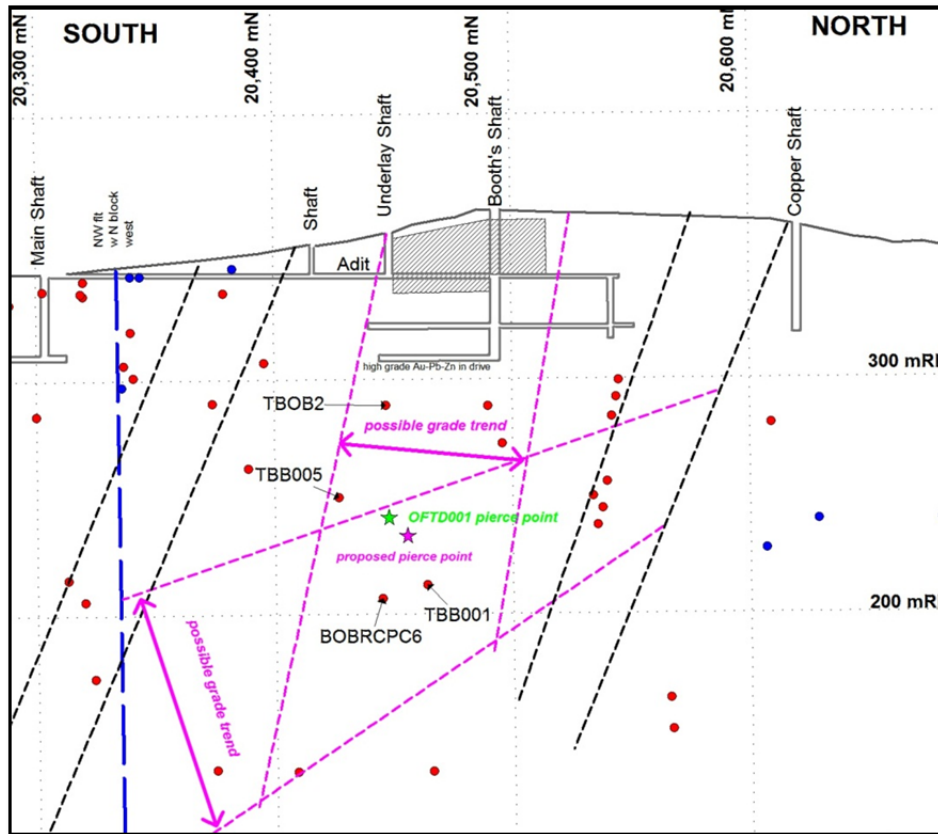 SOUTH
NORTH
20,300 mN
20,400 mN
20,500 mN
20,600 mN
Main Shaft
NW flt
w N block
west
Shaft
Underlay Shaft
Booth's Shaft
Copper Shaft
Adit
high grade Au-Pb-Zn in drive
300 mRl
TBOB2
possible grade trend
TBB005
OFTD001 pierce point
proposed pierce point
TBB001
BOBRCPC6
200 mR
possible grade trend